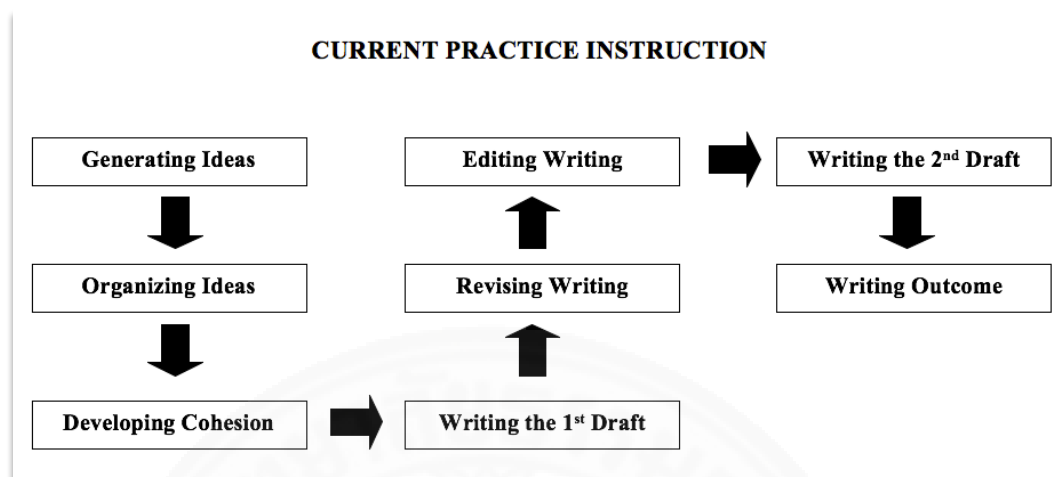 CURRENT PRACTICE INSTRUCTION
Generating Ideas
Organizing Ideas
Developing Cohesion
Writing the 1st Draft
Revising Writing
Editing Writing
Writing the 2nd Draft
Writing Outcome